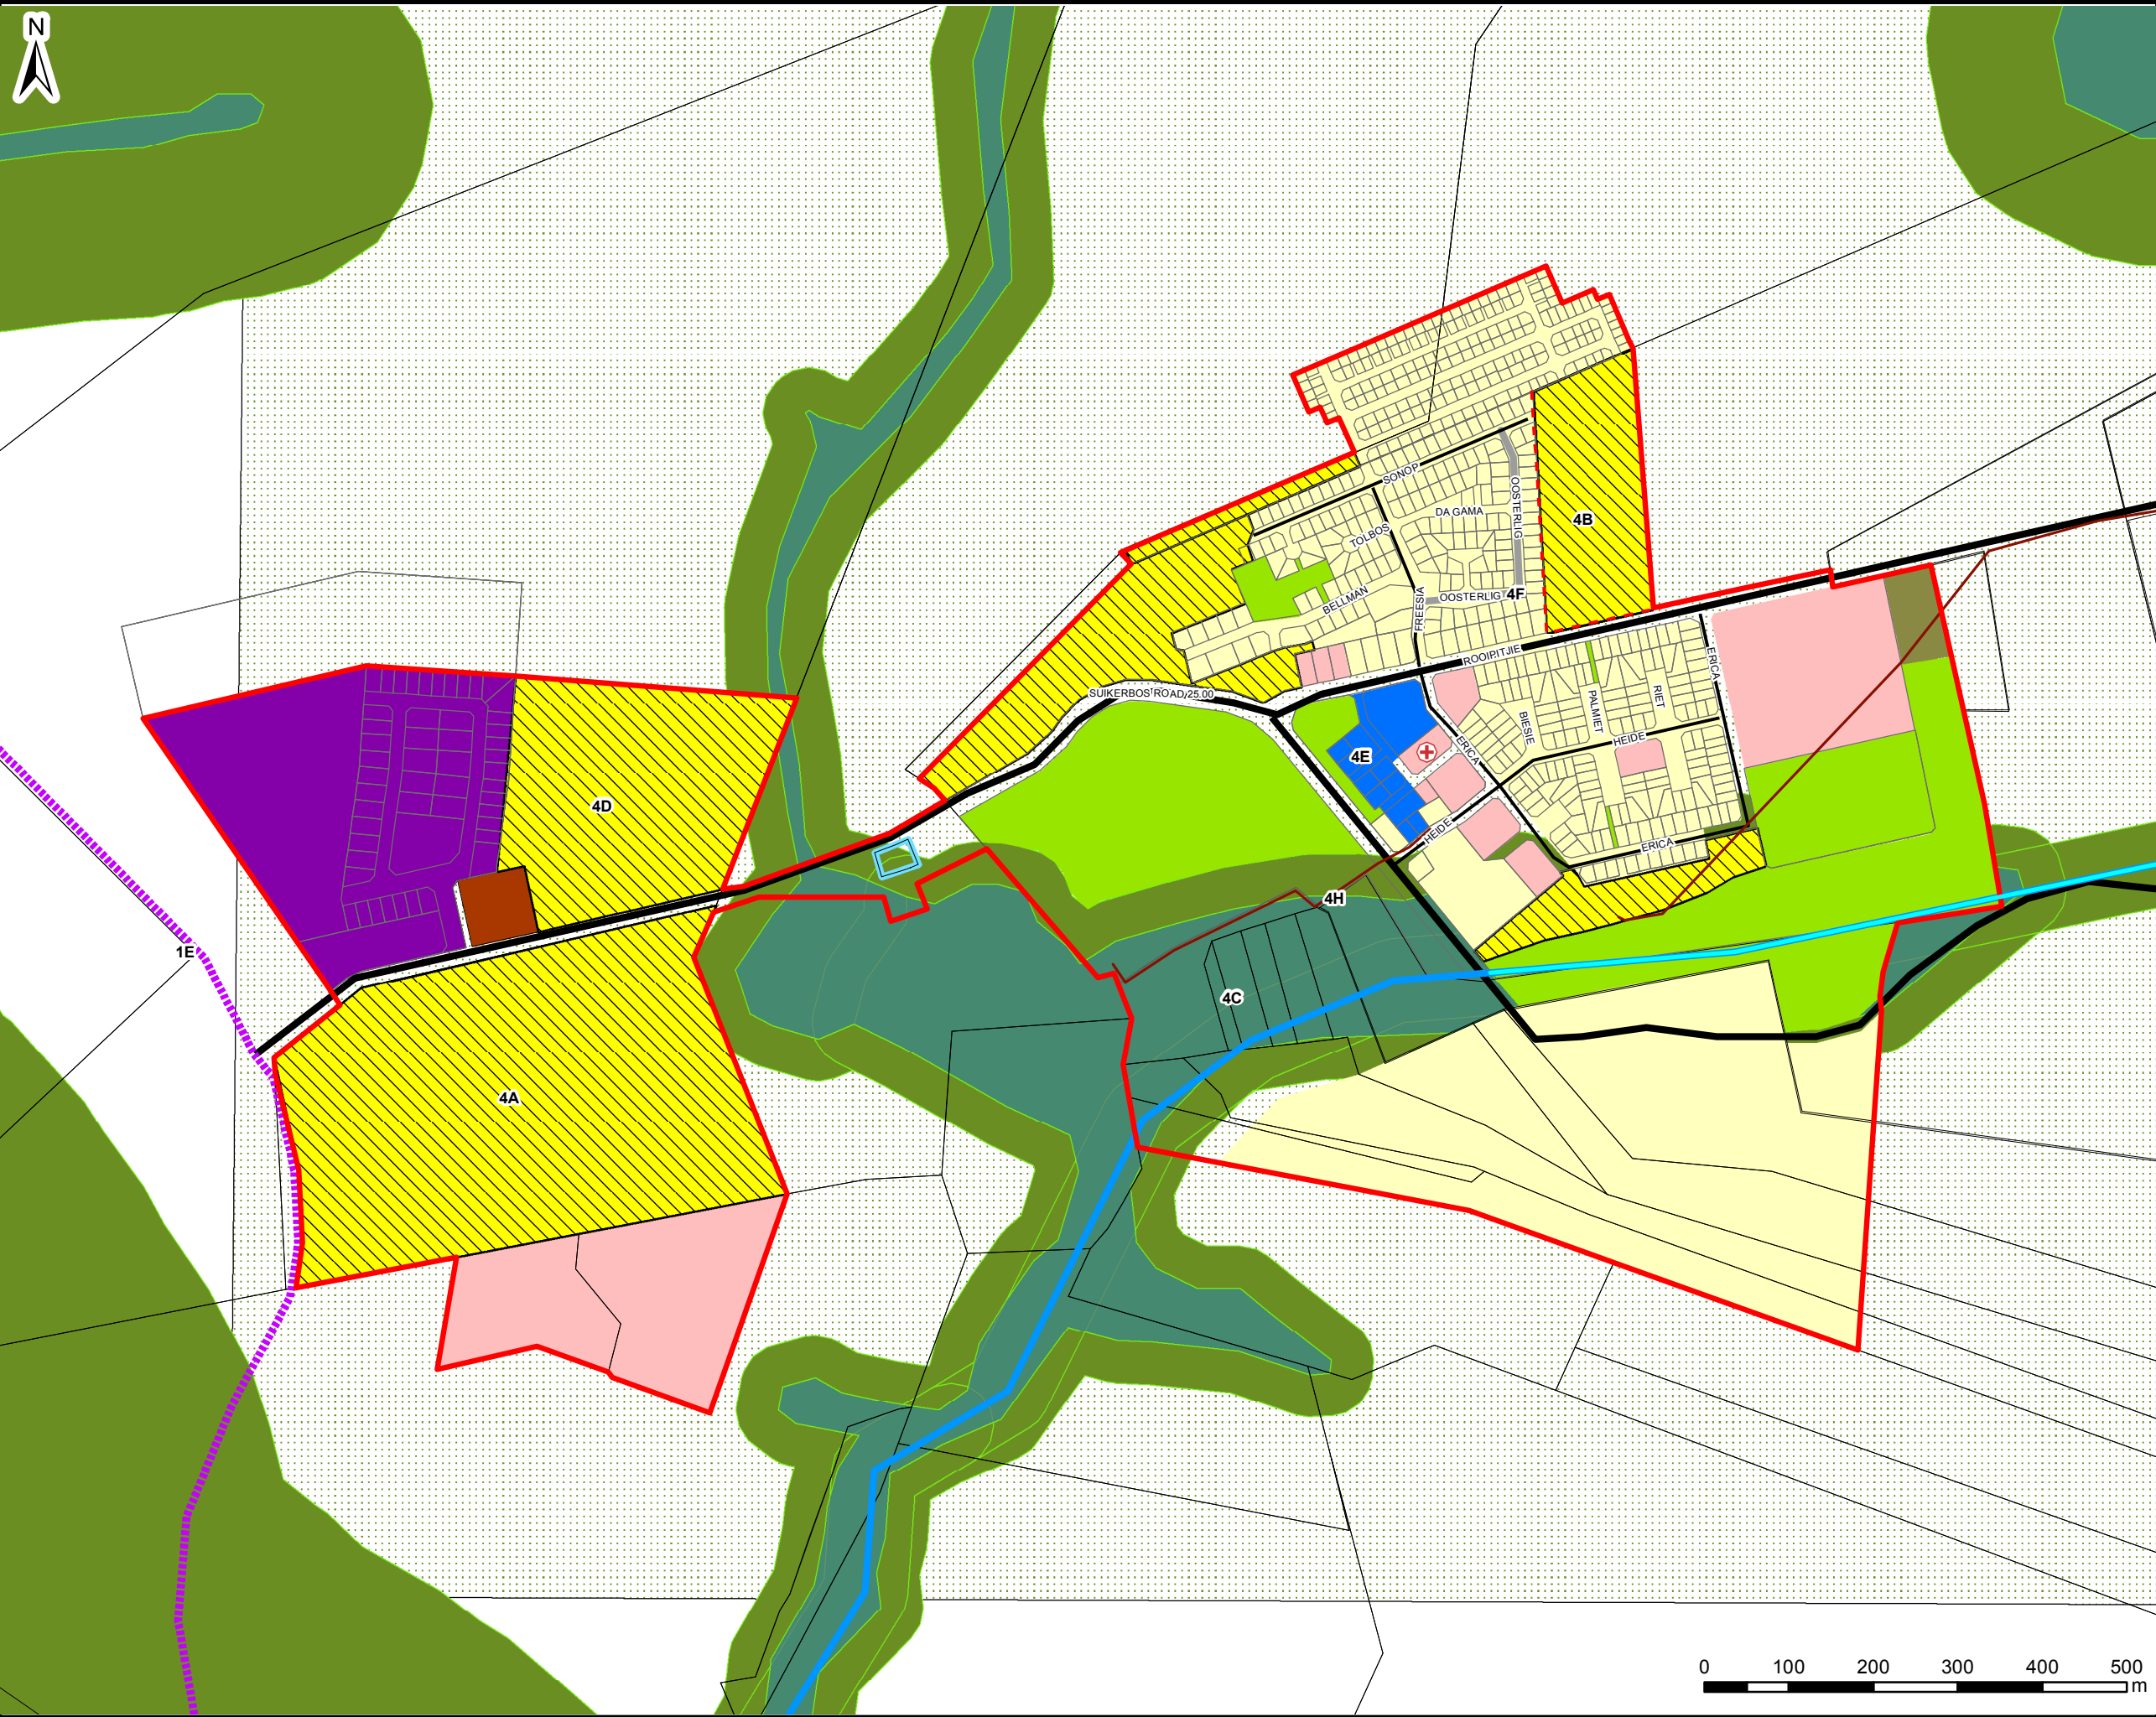 N
SONOP
OOSTERLIG
DA GAMA
4B
TOLBOS
BELLMAN
FREESIA
OOSTERLIG
4F
ROOIPITJIE
ERICA
SUIKERBOS ROAD/25.00
PALMIET
RIET
BIESIE
HEIDE
ERICA
4E
4D
HEIDE
ERICA
4H
1E
4C
4A
0 100 200 300 400 500
m